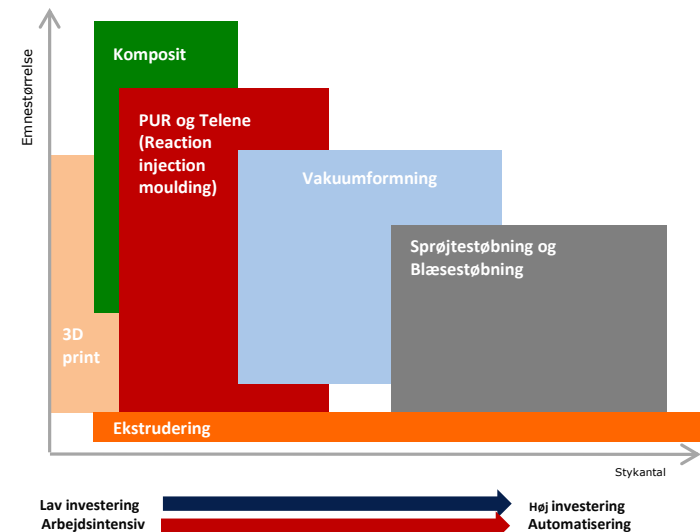 Emnestørrelse
Komposit
PUR og Telene
(Reaction
injection
moulding)
Vakuumformning
Sprøjtestøbning og
Blæsestøbning
3D
print
Ekstrudering
Stykantal
Lav investering
Høj investering
Arbejdsintensiv
Automatisering